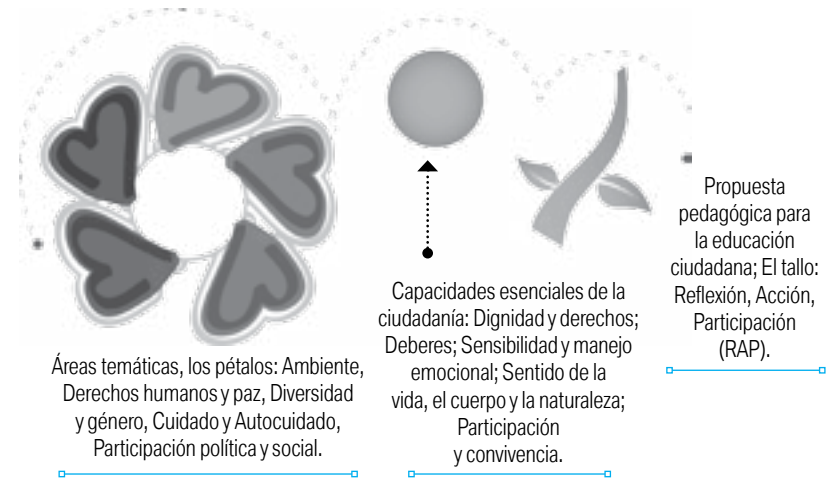 Áreas temáticas, los pétalos: Ambiente,
Derechos humanos y paz, Diversidad
y género, Cuidado y Autocuidado,
Participación política y social.
Capacidades esenciales de la
ciudadanía: Dignidad y derechos;
Deberes; Sensibilidad y manejo
emocional; Sentido de la
vida, el cuerpo y la naturaleza;
Participación
y convivencia.
Propuesta
pedagógica para
la educación
ciudadana; El tallo:
Reflexión, Acción,
Participación
(RAP).